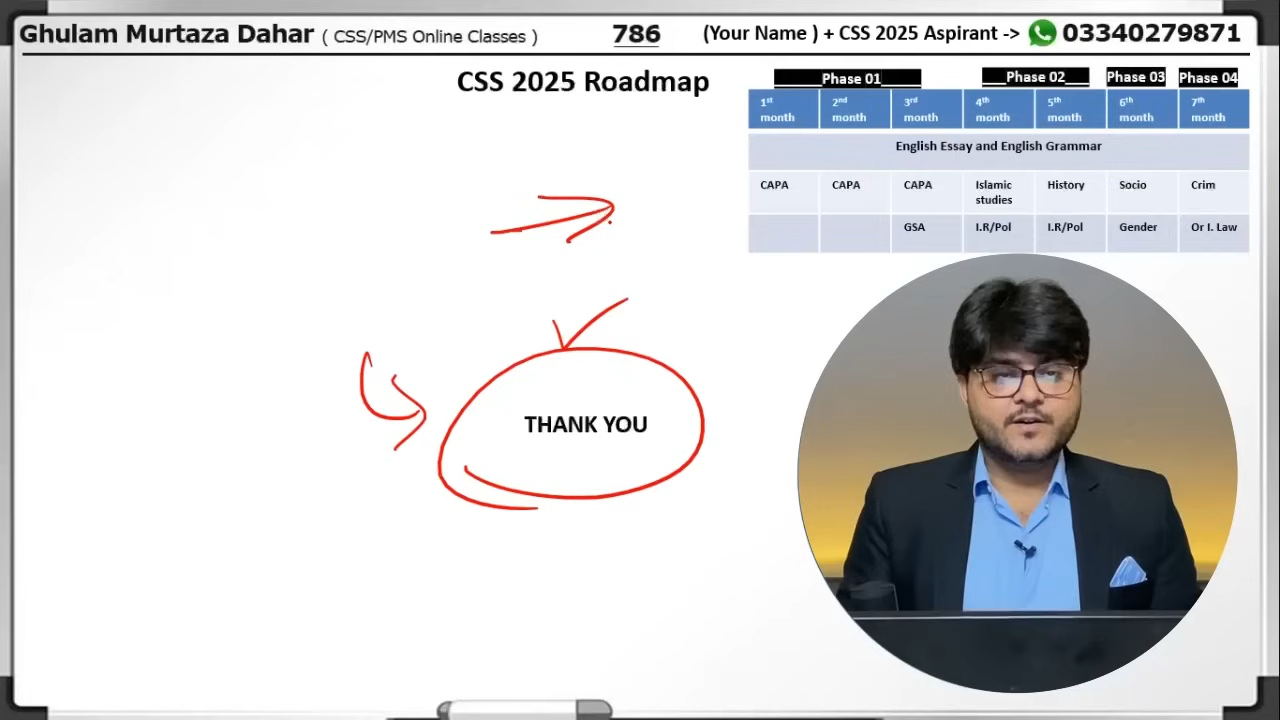 Ghulam Murtaza Dahar ( CSS/PMS Online Classes ) 786 (Your Name ) + CSS 2025 Aspirant -> 03340279871
CSS 2025 Roadmap
Phase 01 Phase 02 Phase 03 Phase 04
1st month 2nd month 3rd month 4th month 5th month 6th month 7th month
English Essay and English Grammar
CAPA CAPA CAPA Islamic studies History Socio Crim
GSA I.R/Pol I.R/Pol Gender Or I. Law
THANK YOU